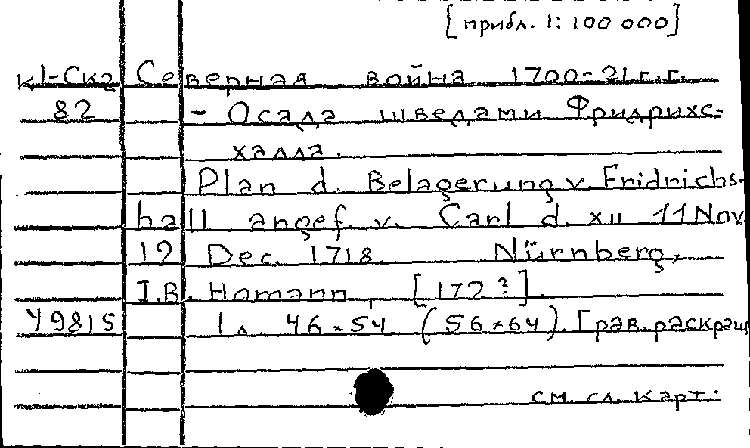 [прибл. 1:100 000]
К1-Ск2 Северная война 1700-21 г.г.
82 - Осада шведами Фридрихс-
халла.
Plan d. Belagerung v. Fridrichs-
hall angef. v. Carl d. XII 11 Nov
12 Dec. 1718. Nürnberg,
I.B. Homann, [172?]
У9815 1 л. 46×54 (56×64). Грав. раскраш
см. сл. карт.